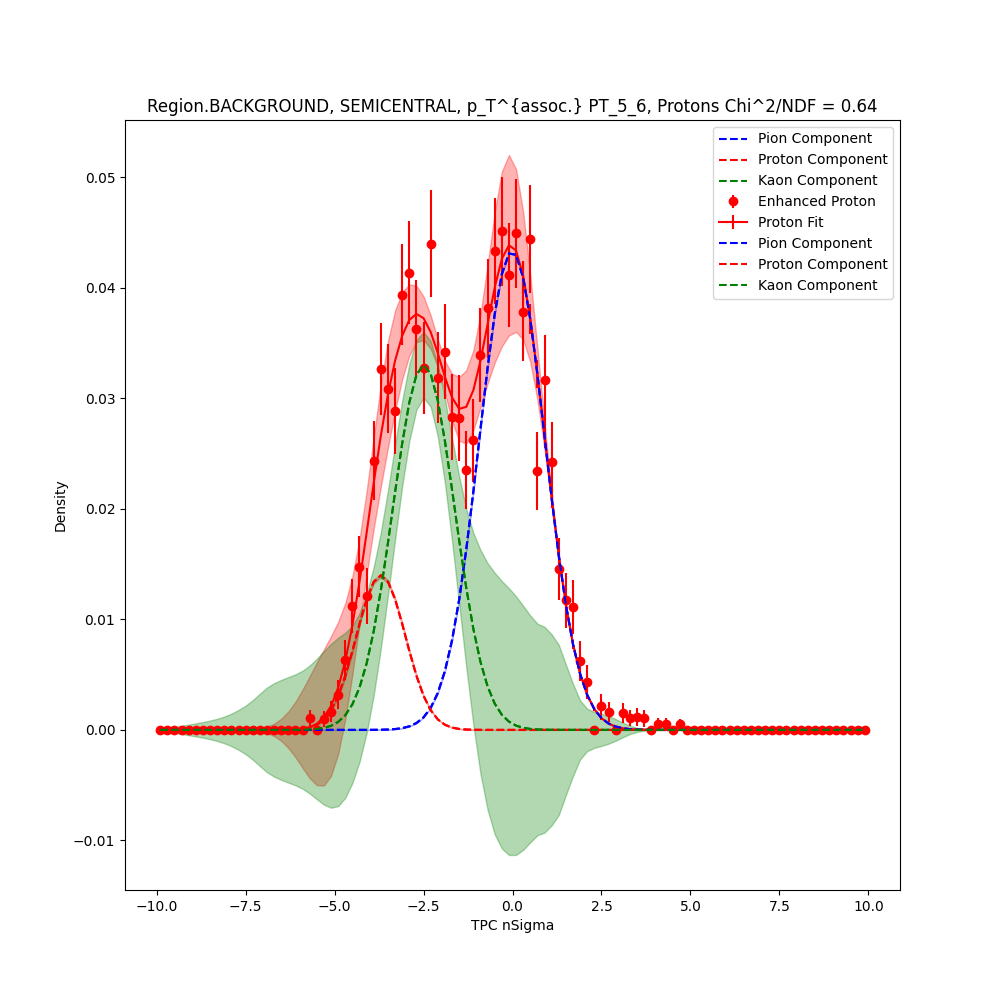 Region.BACKGROUND, SEMICENTRAL, p_T^{assoc.} PT_5_6, Protons Chi^2/NDF = 0.64
Pion Component
Proton Component
Kaon Component
Enhanced Proton
Proton Fit
Pion Component
Proton Component
Kaon Component
0.05
0.04
0.03
0.02
0.01
0.00
−0.01
Density
−10.0 −7.5 −5.0 −2.5 0.0 2.5 5.0 7.5 10.0
TPC nSigma